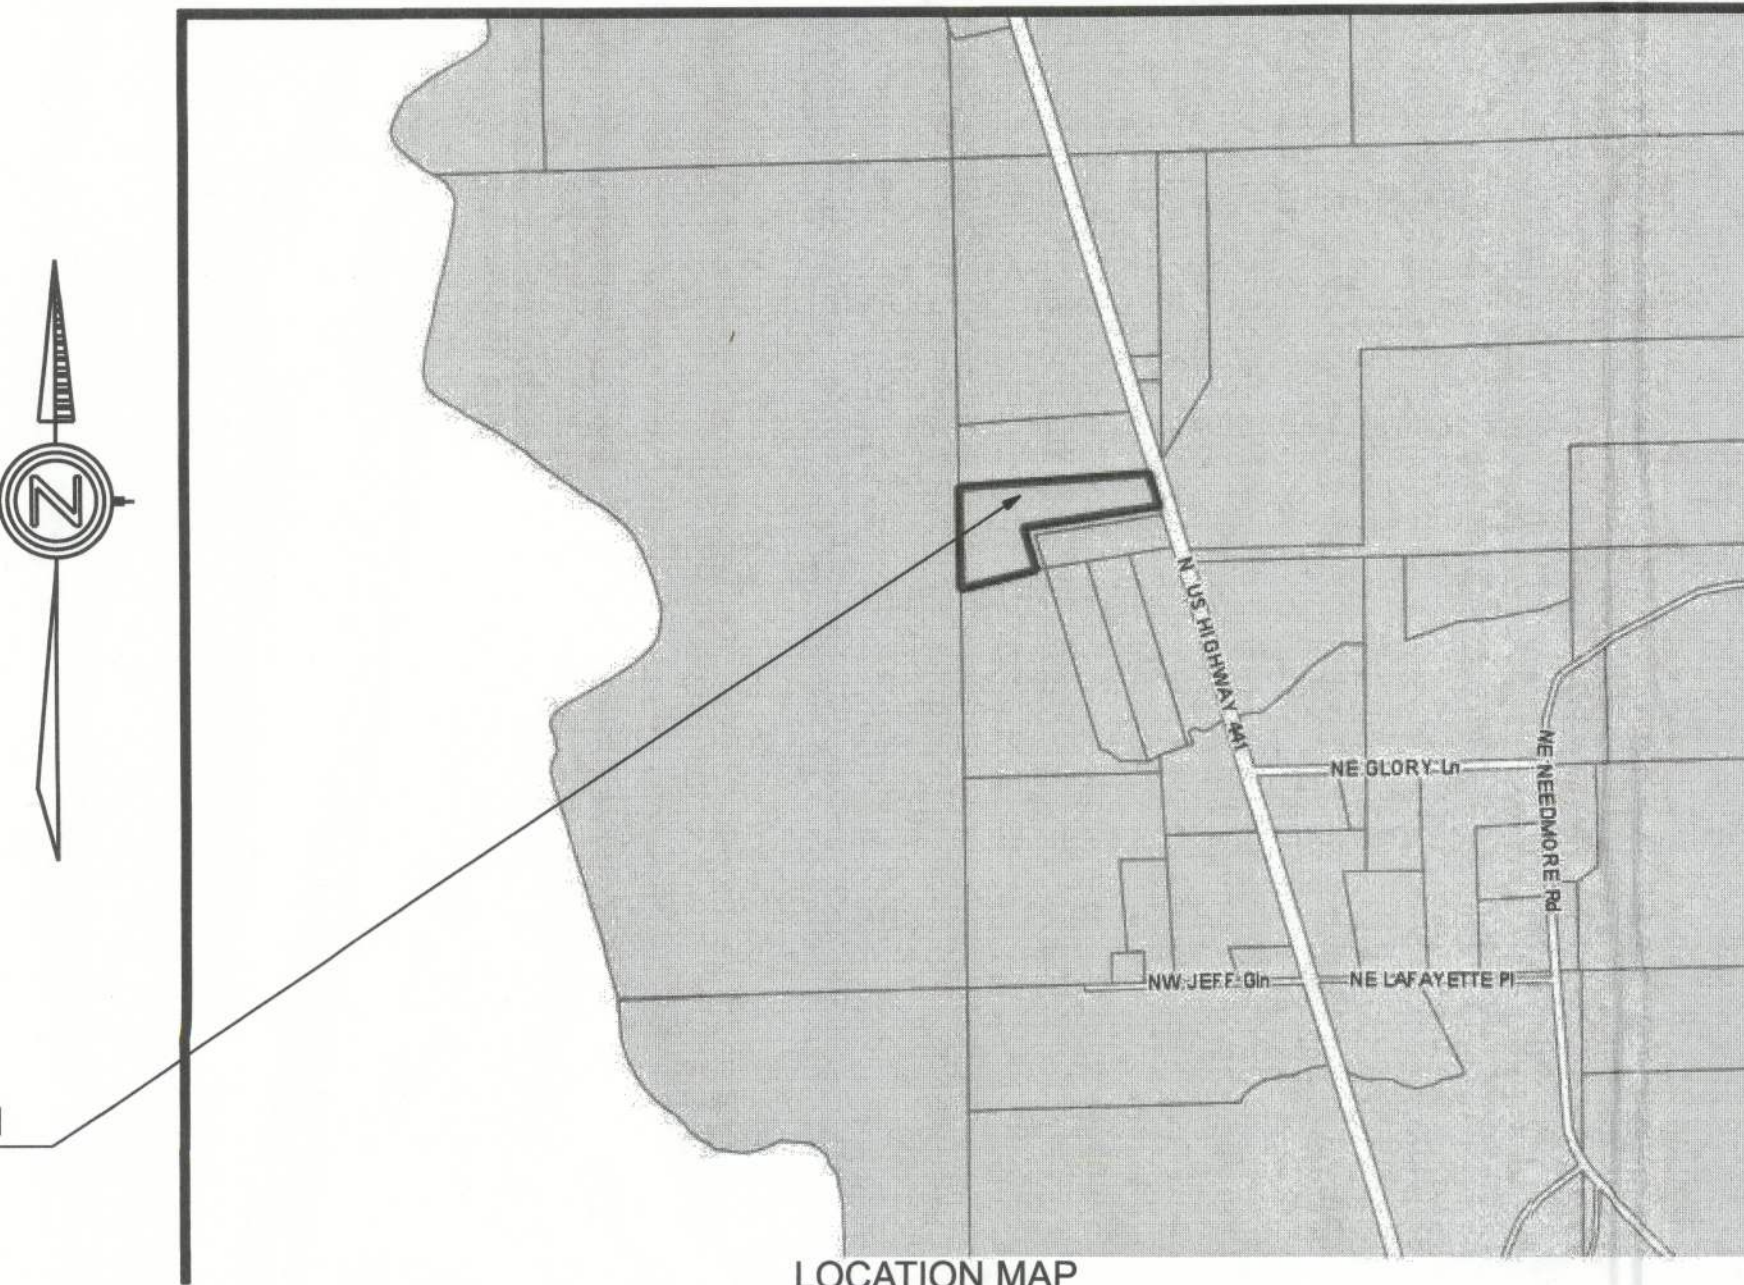 N
N US HIGHWAY 441
NE GLORY Ln
NE NEEDMORE Rd
NW JEFF Gln
NE LAFAYETTE Pl
LOCATION MAP